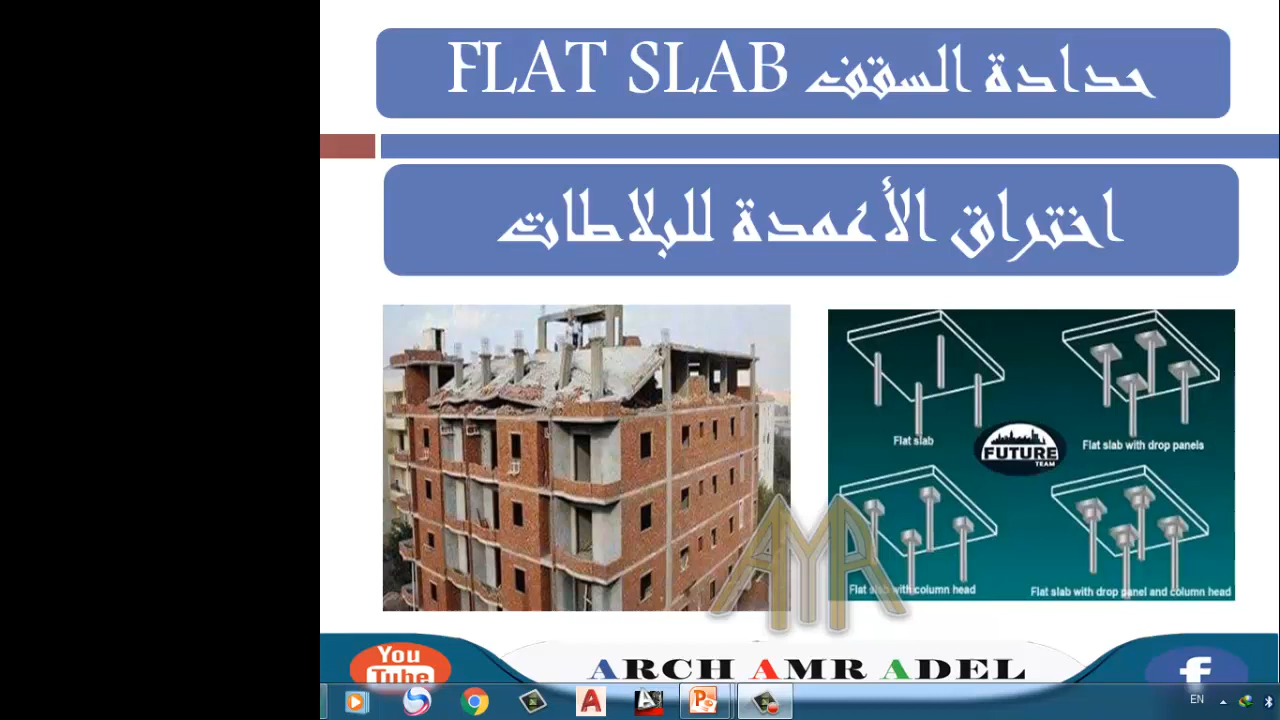 حدادة السقف FLAT SLAB
اختراق الأعمدة للبلاطات
Flat slab
Flat slab with drop panels
FUTURE
TEAM
Flat slab with column head
Flat slab with drop panel and column head
AMR
You
Tube
ARCH AMR ADEL
f
EN